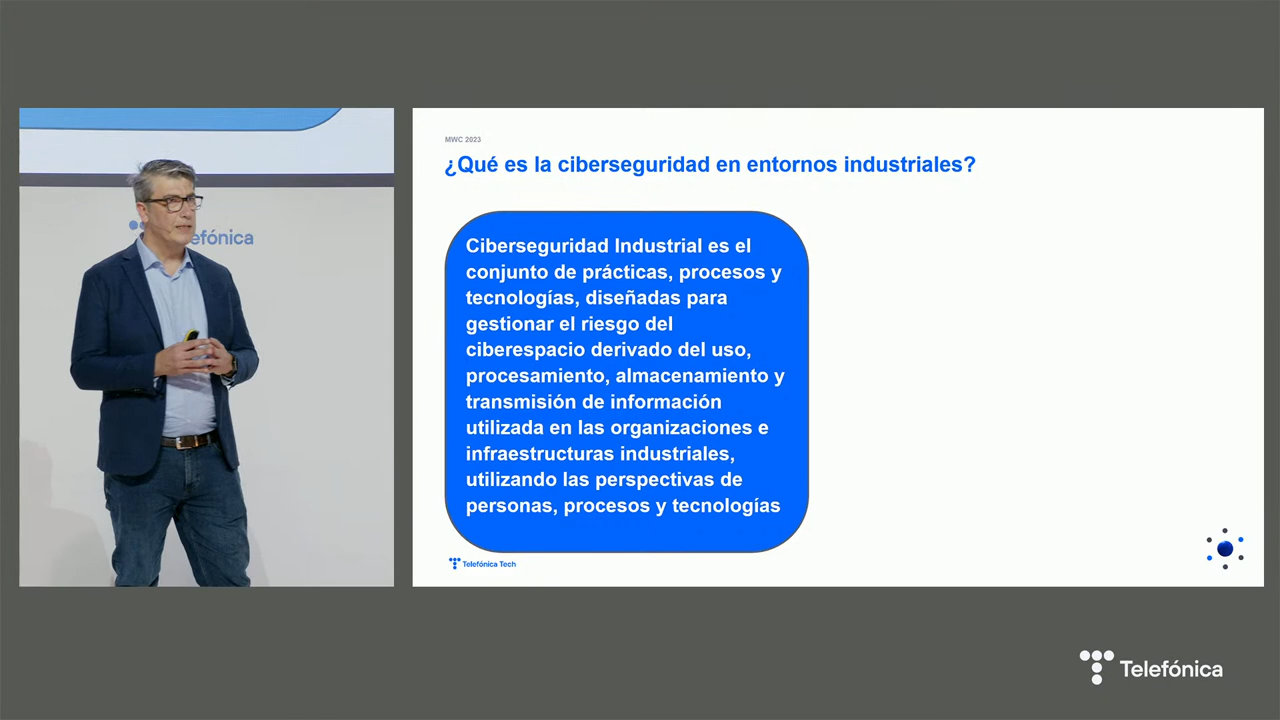 efónica
MWC 2023
¿Qué es la ciberseguridad en entornos industriales?
Ciberseguridad Industrial es el
conjunto de prácticas, procesos y
tecnologías, diseñadas para
gestionar el riesgo del
ciberespacio derivado del uso,
procesamiento, almacenamiento y
transmisión de información
utilizada en las organizaciones e
infraestructuras industriales,
utilizando las perspectivas de
personas, procesos y tecnologías
Telefónica Tech
Telefónica